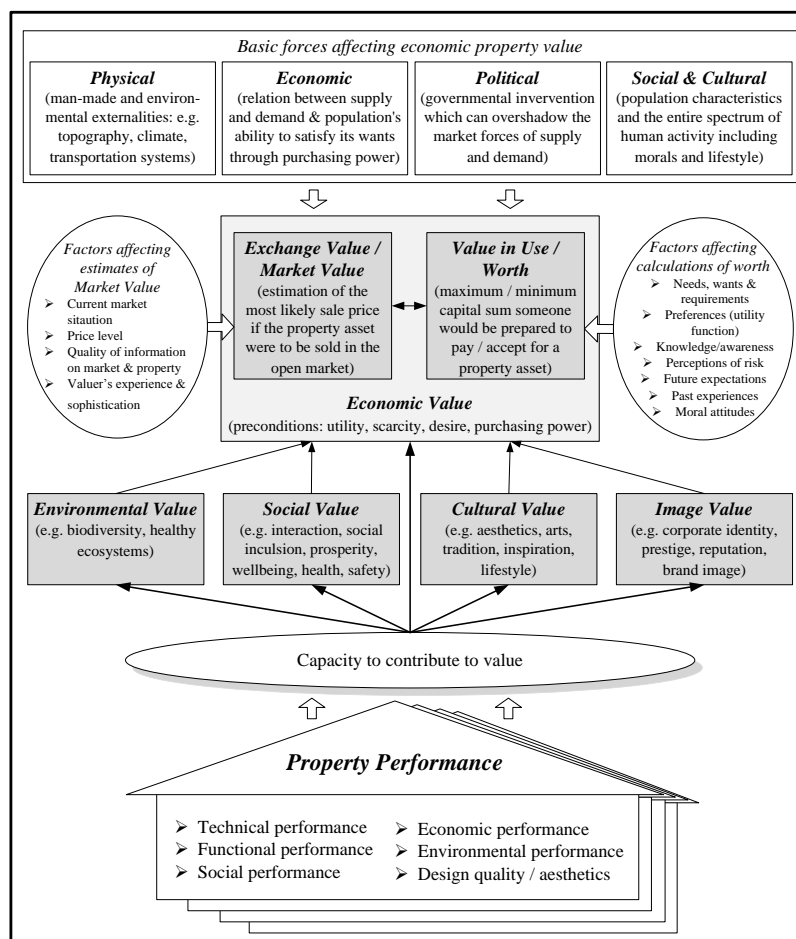 Basic forces affecting economic property value
Physical
(man-made and environ-
mental externalities: e.g.
topography, climate,
transportation systems)
Economic
(relation between supply
and demand & population's
ability to satisfy its wants
through purchasing power)
Political
(governmental invervention
which can overshadow the
market forces of supply
and demand)
Social & Cultural
(population characteristics
and the entire spectrum of
human activity including
morals and lifestyle)
Factors affecting
estimates of
Market Value
➢ Current market
sitaution
➢ Price level
➢ Quality of information
on market & property
➢ Valuer's experience &
sophistication
Exchange Value /
Market Value
(estimation of the
most likely sale price
if the property asset
were to be sold in the
open market)
Value in Use /
Worth
(maximum / minimum
capital sum someone
would be prepared to
pay / accept for a
property asset)
Economic Value
(preconditions: utility, scarcity, desire, purchasing power)
Factors affecting
calculations of worth
➢ Needs, wants &
requirements
➢ Preferences (utility
function)
➢ Knowledge/awareness
➢ Perceptions of risk
➢ Future expectations
➢ Past experiences
➢ Moral attitudes
Environmental Value
(e.g. biodiversity, healthy
ecosystems)
Social Value
(e.g. interaction, social
inculsion, prosperity,
wellbeing, health, safety)
Cultural Value
(e.g. aesthetics, arts,
tradition, inspiration,
lifestyle)
Image Value
(e.g. corporate identity,
prestige, reputation,
brand image)
Capacity to contribute to value
Property Performance
➢ Technical performance
➢ Functional performance
➢ Social performance
➢ Economic performance
➢ Environmental performance
➢ Design quality / aesthetics